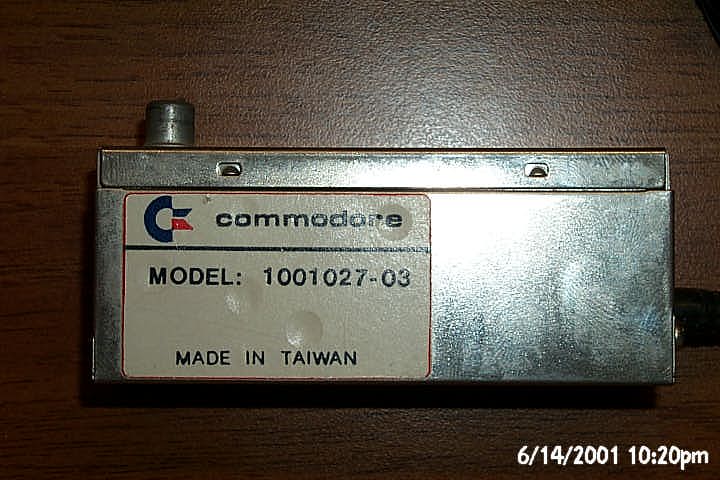 commodore
MODEL: 1001027-03
MADE IN TAIWAN
6/14/2001 10:20pm